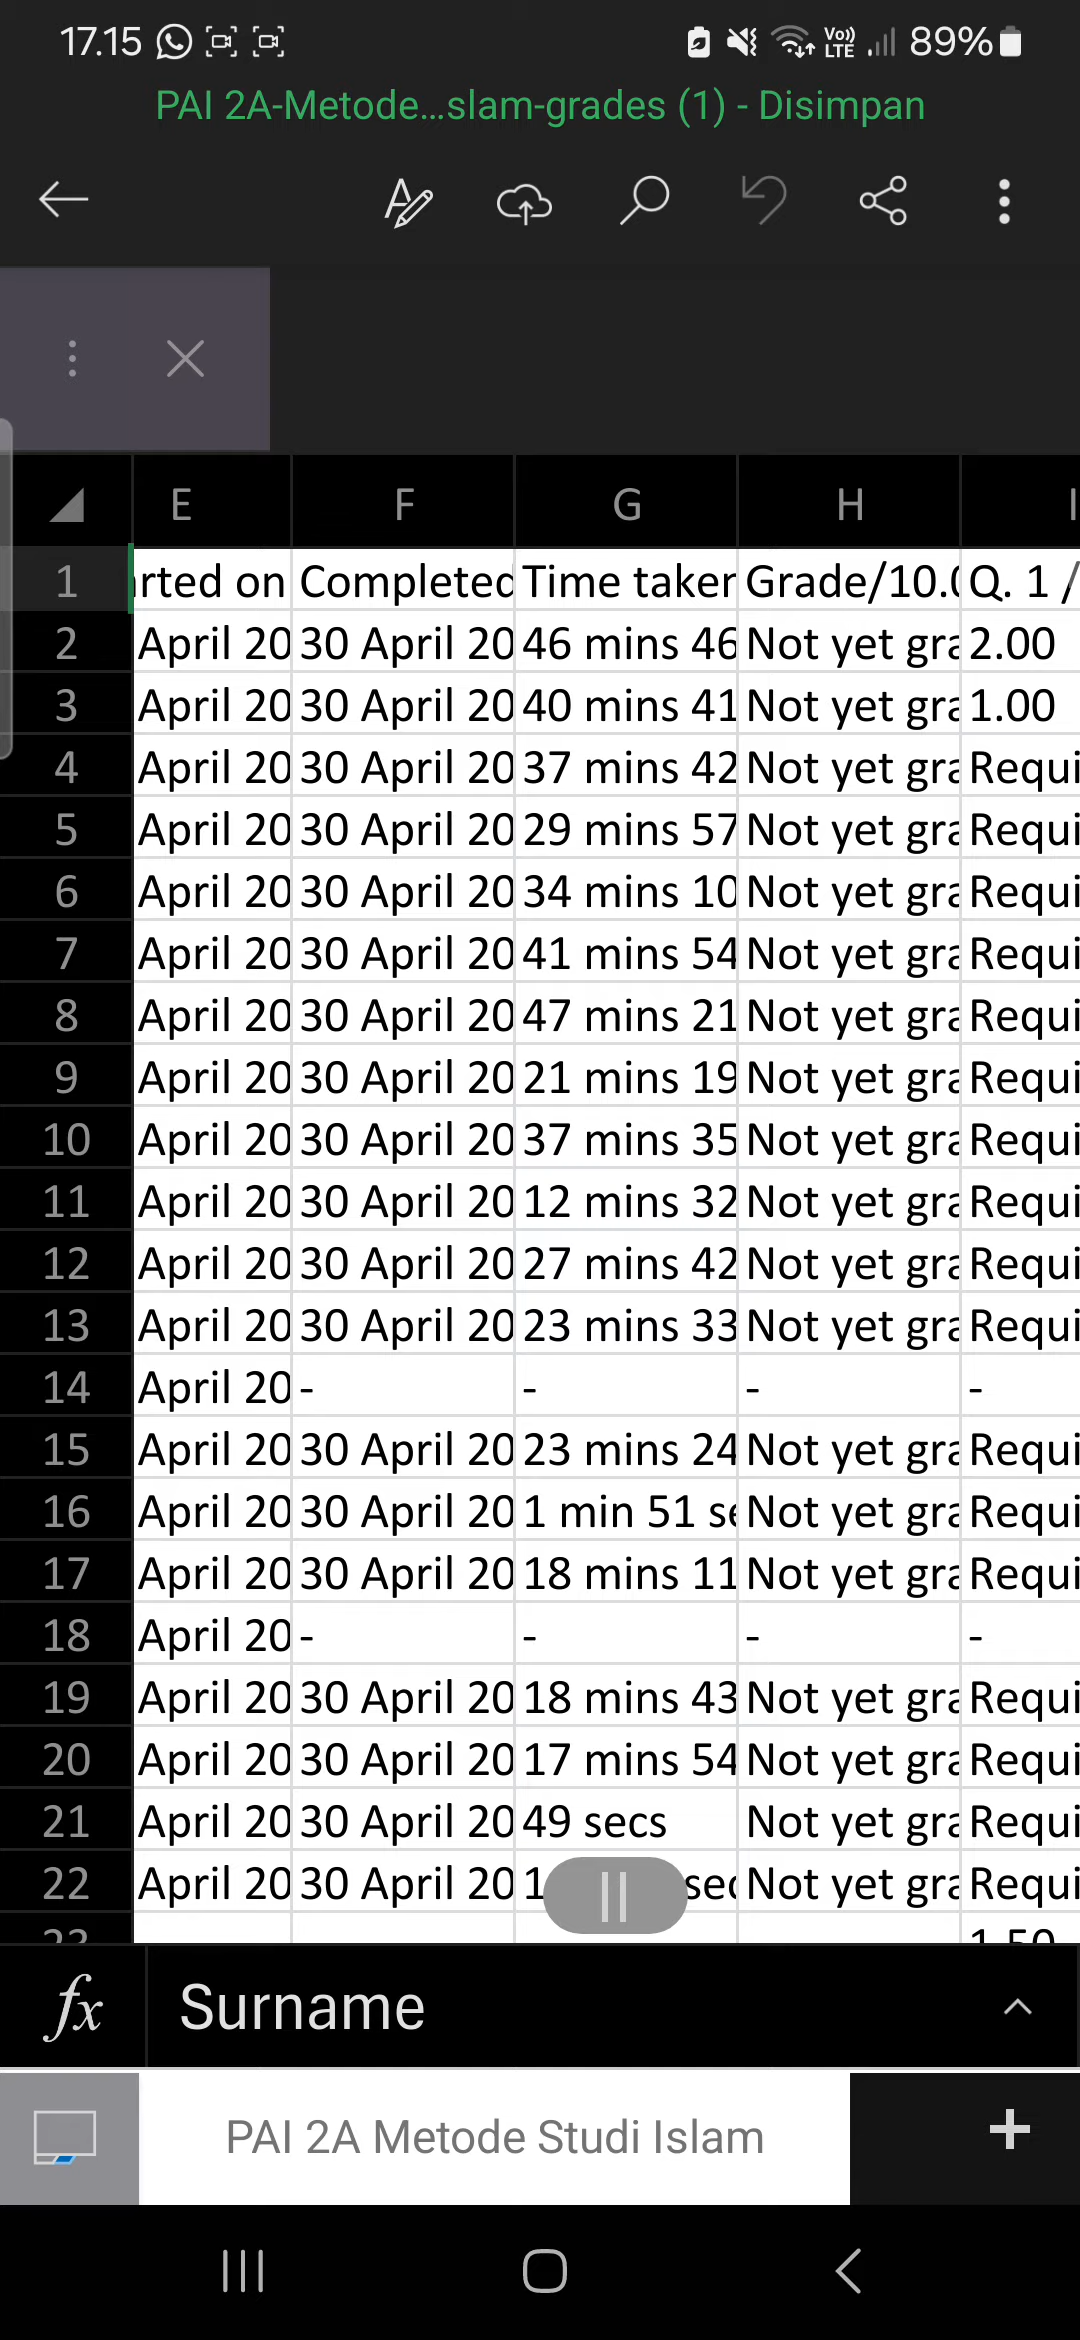 17.15 Vo)) LTE 89%
PAI 2A-Metode...slam-grades (1) - Disimpan
E F G H I
1 rted on Completed Time taken Grade/10.0 Q. 1 /
2 April 20 30 April 20 46 mins 46 Not yet gra 2.00
3 April 20 30 April 20 40 mins 41 Not yet gra 1.00
4 April 20 30 April 20 37 mins 42 Not yet gra Requi
5 April 20 30 April 20 29 mins 57 Not yet gra Requi
6 April 20 30 April 20 34 mins 10 Not yet gra Requi
7 April 20 30 April 20 41 mins 54 Not yet gra Requi
8 April 20 30 April 20 47 mins 21 Not yet gra Requi
9 April 20 30 April 20 21 mins 19 Not yet gra Requi
10 April 20 30 April 20 37 mins 35 Not yet gra Requi
11 April 20 30 April 20 12 mins 32 Not yet gra Requi
12 April 20 30 April 20 27 mins 42 Not yet gra Requi
13 April 20 30 April 20 23 mins 33 Not yet gra Requi
14 April 20 - - - -
15 April 20 30 April 20 23 mins 24 Not yet gra Requi
16 April 20 30 April 20 1 min 51 se Not yet gra Requi
17 April 20 30 April 20 18 mins 11 Not yet gra Requi
18 April 20 - - - -
19 April 20 30 April 20 18 mins 43 Not yet gra Requi
20 April 20 30 April 20 17 mins 54 Not yet gra Requi
21 April 20 30 April 20 49 secs Not yet gra Requi
22 April 20 30 April 20 1 sec Not yet gra Requi
23 1.50
fx Surname
PAI 2A Metode Studi Islam